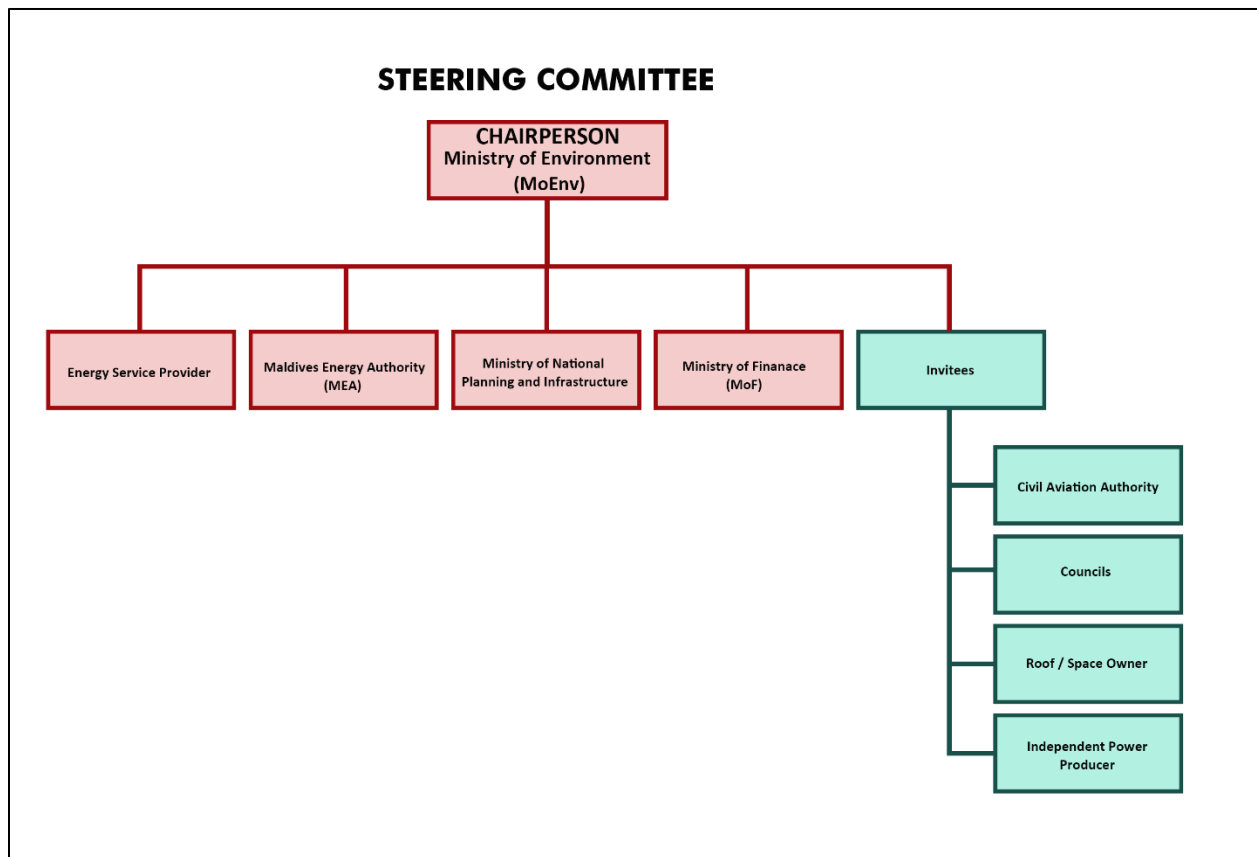 STEERING COMMITTEE
CHAIRPERSON
Ministry of Environment
(MoEnv)
Energy Service Provider
Maldives Energy Authority
(MEA)
Ministry of National
Planning and Infrastructure
Ministry of Finanace
(MoF)
Invitees
Civil Aviation Authority
Councils
Roof / Space Owner
Independent Power
Producer